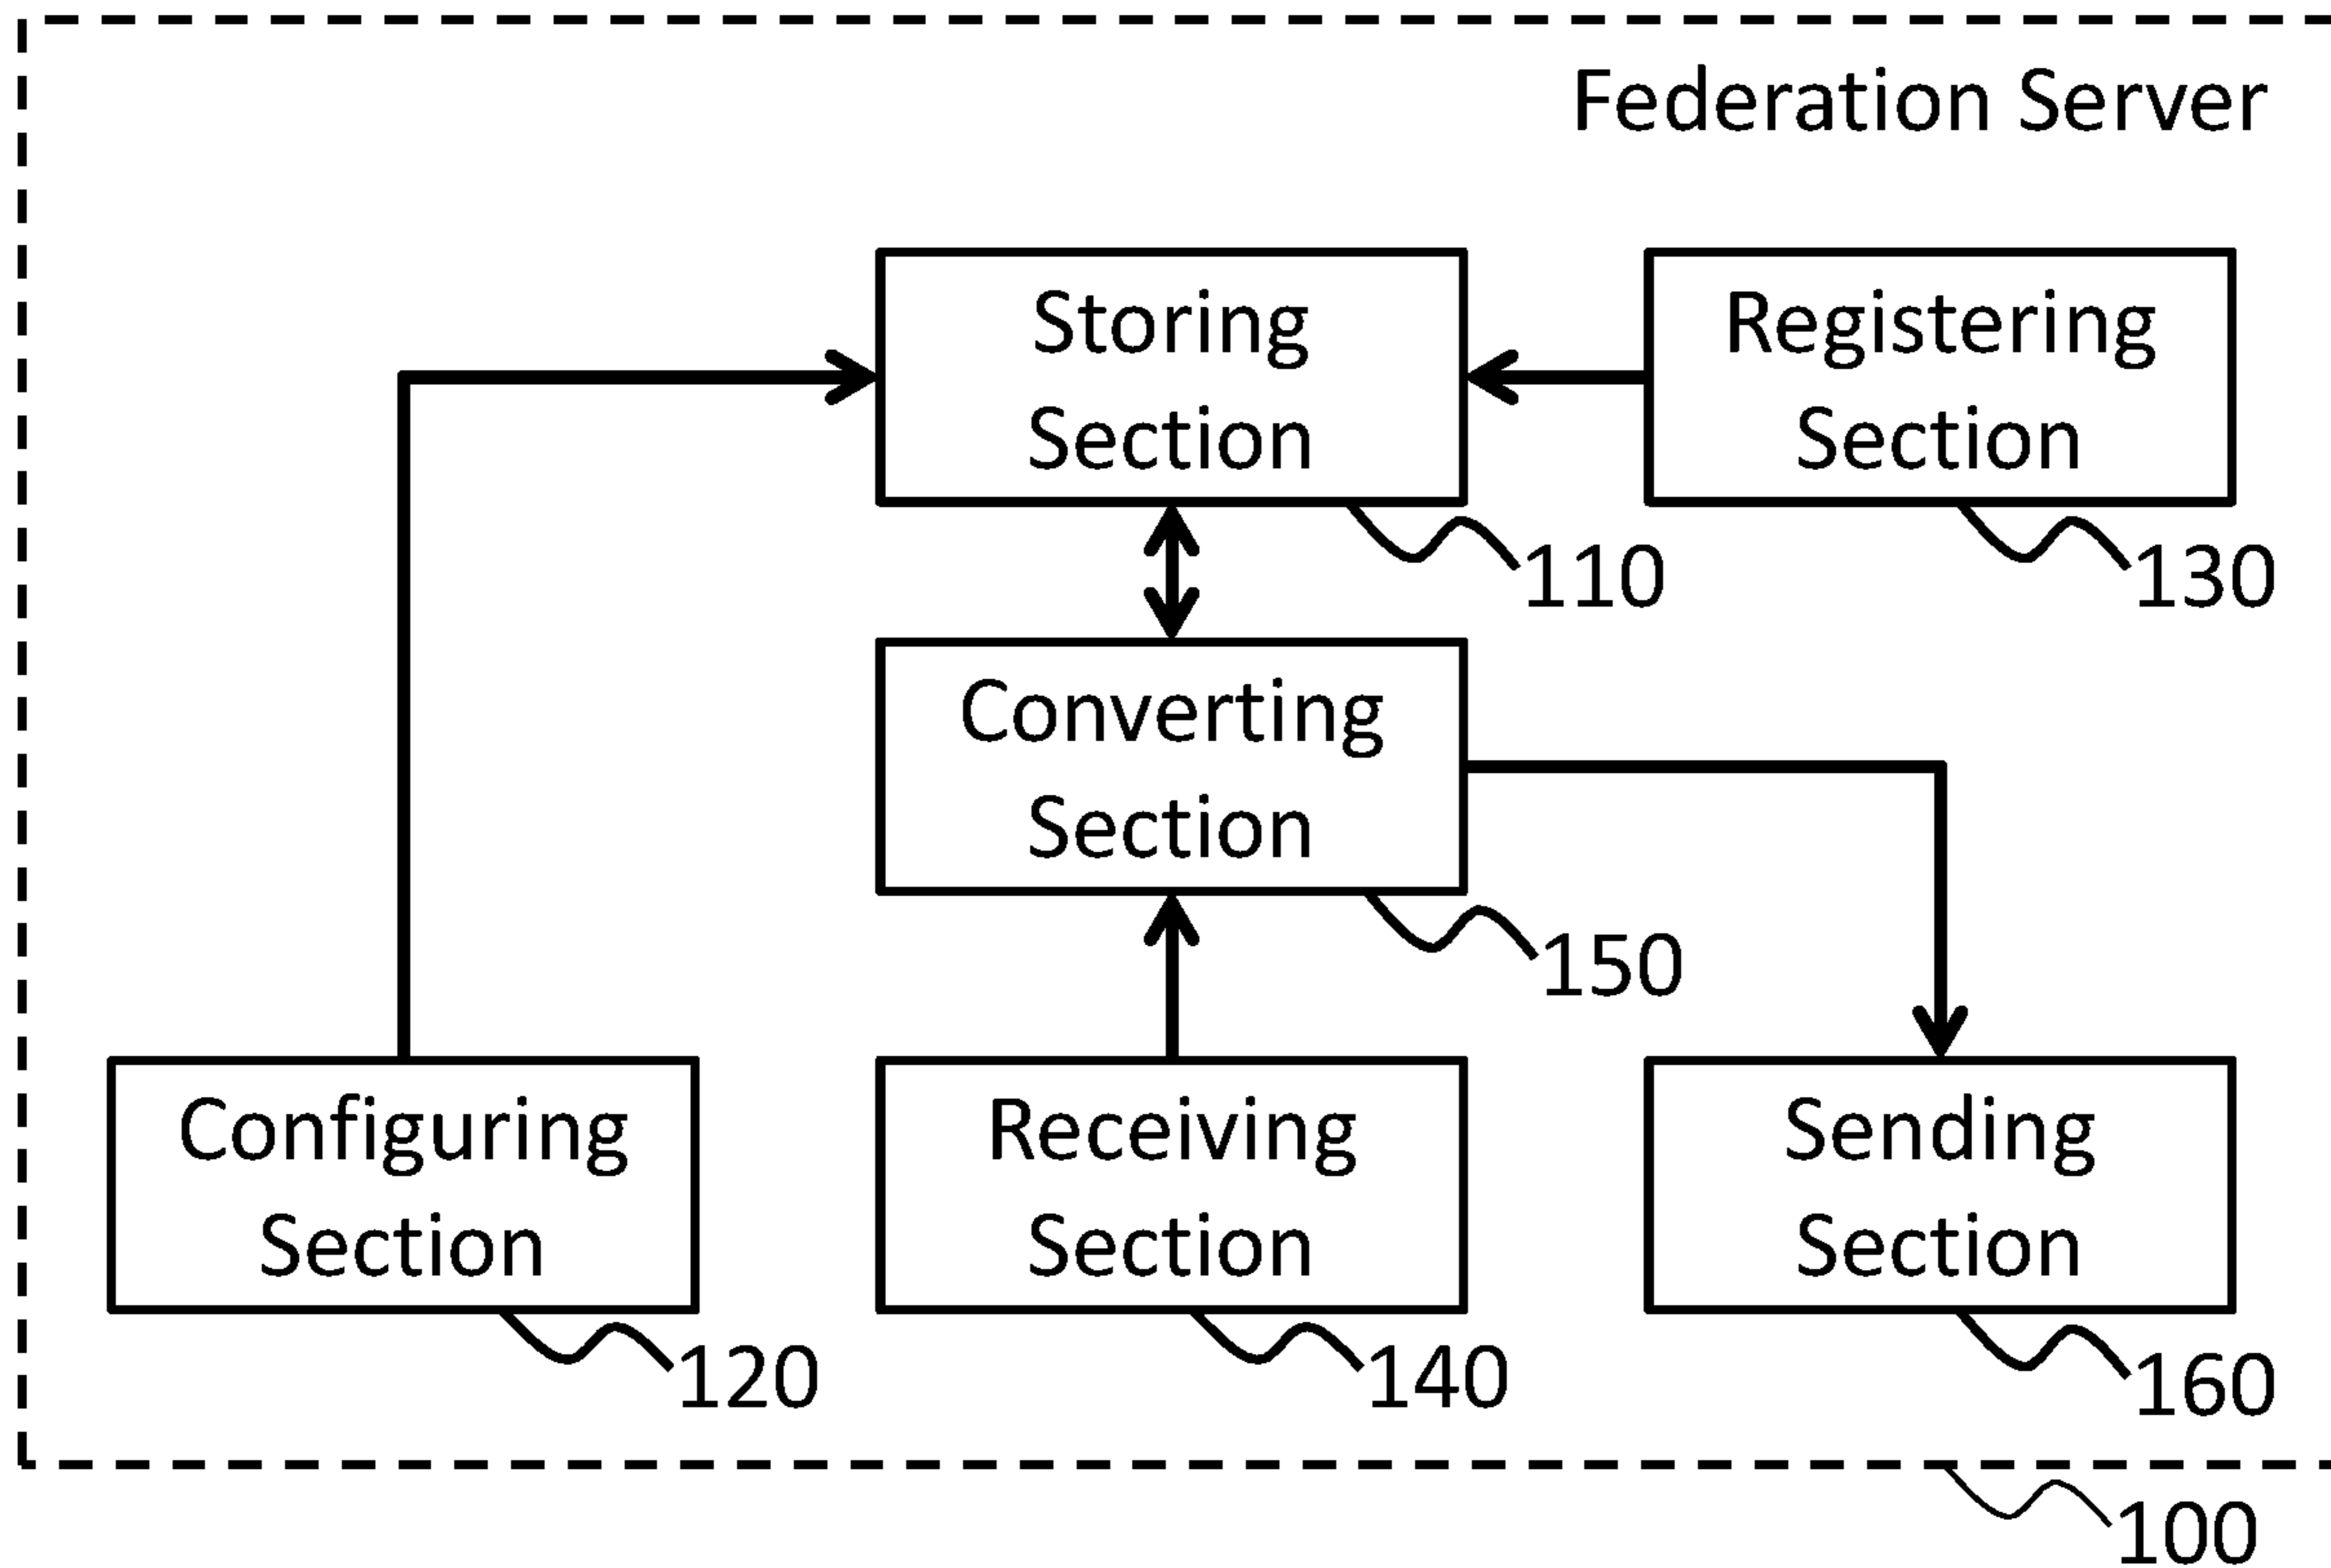 Federation Server
Storing
Section
110
Registering
Section
130
Converting
Section
150
Configuring
Section
120
Receiving
Section
140
Sending
Section
160
100